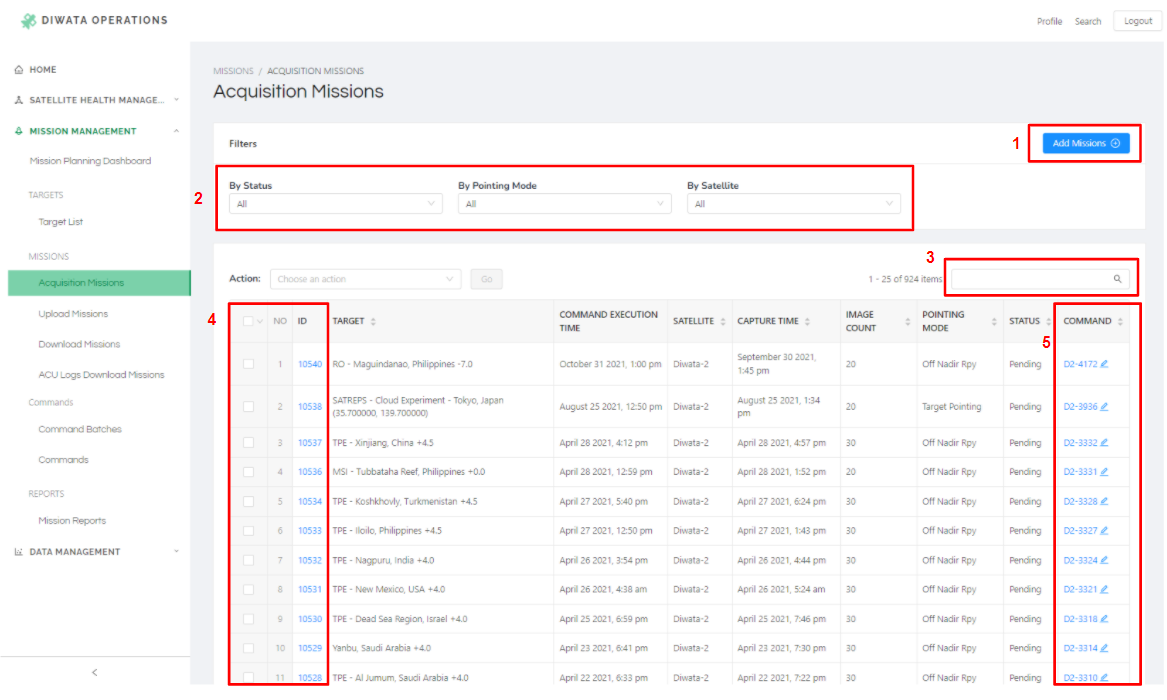 DIWATA OPERATIONS
Profile Search Logout
HOME
SATELLITE HEALTH MANAGE...
MISSION MANAGEMENT
Mission Planning Dashboard
TARGETS
Target List
MISSIONS
Acquisition Missions
Upload Missions
Download Missions
ACU Logs Download Missions
Commands
Command Batches
Commands
REPORTS
Mission Reports
DATA MANAGEMENT
MISSIONS / ACQUISITION MISSIONS
Acquisition Missions
Filters
1 Add Missions
2
By Status By Pointing Mode By Satellite
All All All
3
Action: Choose an action Go 1 - 25 of 924 items
4
NO ID TARGET COMMAND EXECUTION TIME SATELLITE CAPTURE TIME IMAGE COUNT POINTING MODE STATUS COMMAND
5
1 10540 RO - Maguindanao, Philippines -7.0 October 31 2021, 1:00 pm Diwata-2 September 30 2021, 1:45 pm 20 Off Nadir Rpy Pending D2-4172
2 10538 SATREPS - Cloud Experiment - Tokyo, Japan (35.700000, 139.700000) August 25 2021, 12:50 pm Diwata-2 August 25 2021, 1:34 pm 20 Target Pointing Pending D2-3936
3 10537 TPE - Xinjiang, China +4.5 April 28 2021, 4:12 pm Diwata-2 April 28 2021, 4:57 pm 30 Off Nadir Rpy Pending D2-3332
4 10536 MSI - Tubbataha Reef, Philippines +0.0 April 28 2021, 12:59 pm Diwata-2 April 28 2021, 1:52 pm 20 Off Nadir Rpy Pending D2-3331
5 10534 TPE - Koshkhovly, Turkmenistan +4.5 April 27 2021, 5:40 pm Diwata-2 April 27 2021, 6:24 pm 30 Off Nadir Rpy Pending D2-3328
6 10533 TPE - Iloilo, Philippines +4.5 April 27 2021, 12:50 pm Diwata-2 April 27 2021, 1:43 pm 30 Off Nadir Rpy Pending D2-3327
7 10532 TPE - Nagpuru, India +4.0 April 26 2021, 3:54 pm Diwata-2 April 26 2021, 4:44 pm 30 Off Nadir Rpy Pending D2-3324
8 10531 TPE - New Mexico, USA +4.0 April 26 2021, 4:38 am Diwata-2 April 26 2021, 5:24 am 30 Off Nadir Rpy Pending D2-3321
9 10530 TPE - Dead Sea Region, Israel +4.0 April 25 2021, 6:59 pm Diwata-2 April 25 2021, 7:46 pm 30 Off Nadir Rpy Pending D2-3318
10 10529 Yanbu, Saudi Arabia +4.0 April 23 2021, 6:41 pm Diwata-2 April 23 2021, 7:30 pm 30 Off Nadir Rpy Pending D2-3314
11 10528 TPE - Al Jumum, Saudi Arabia +4.0 April 22 2021, 6:33 pm Diwata-2 April 22 2021, 7:22 pm 30 Off Nadir Rpy Pending D2-3310